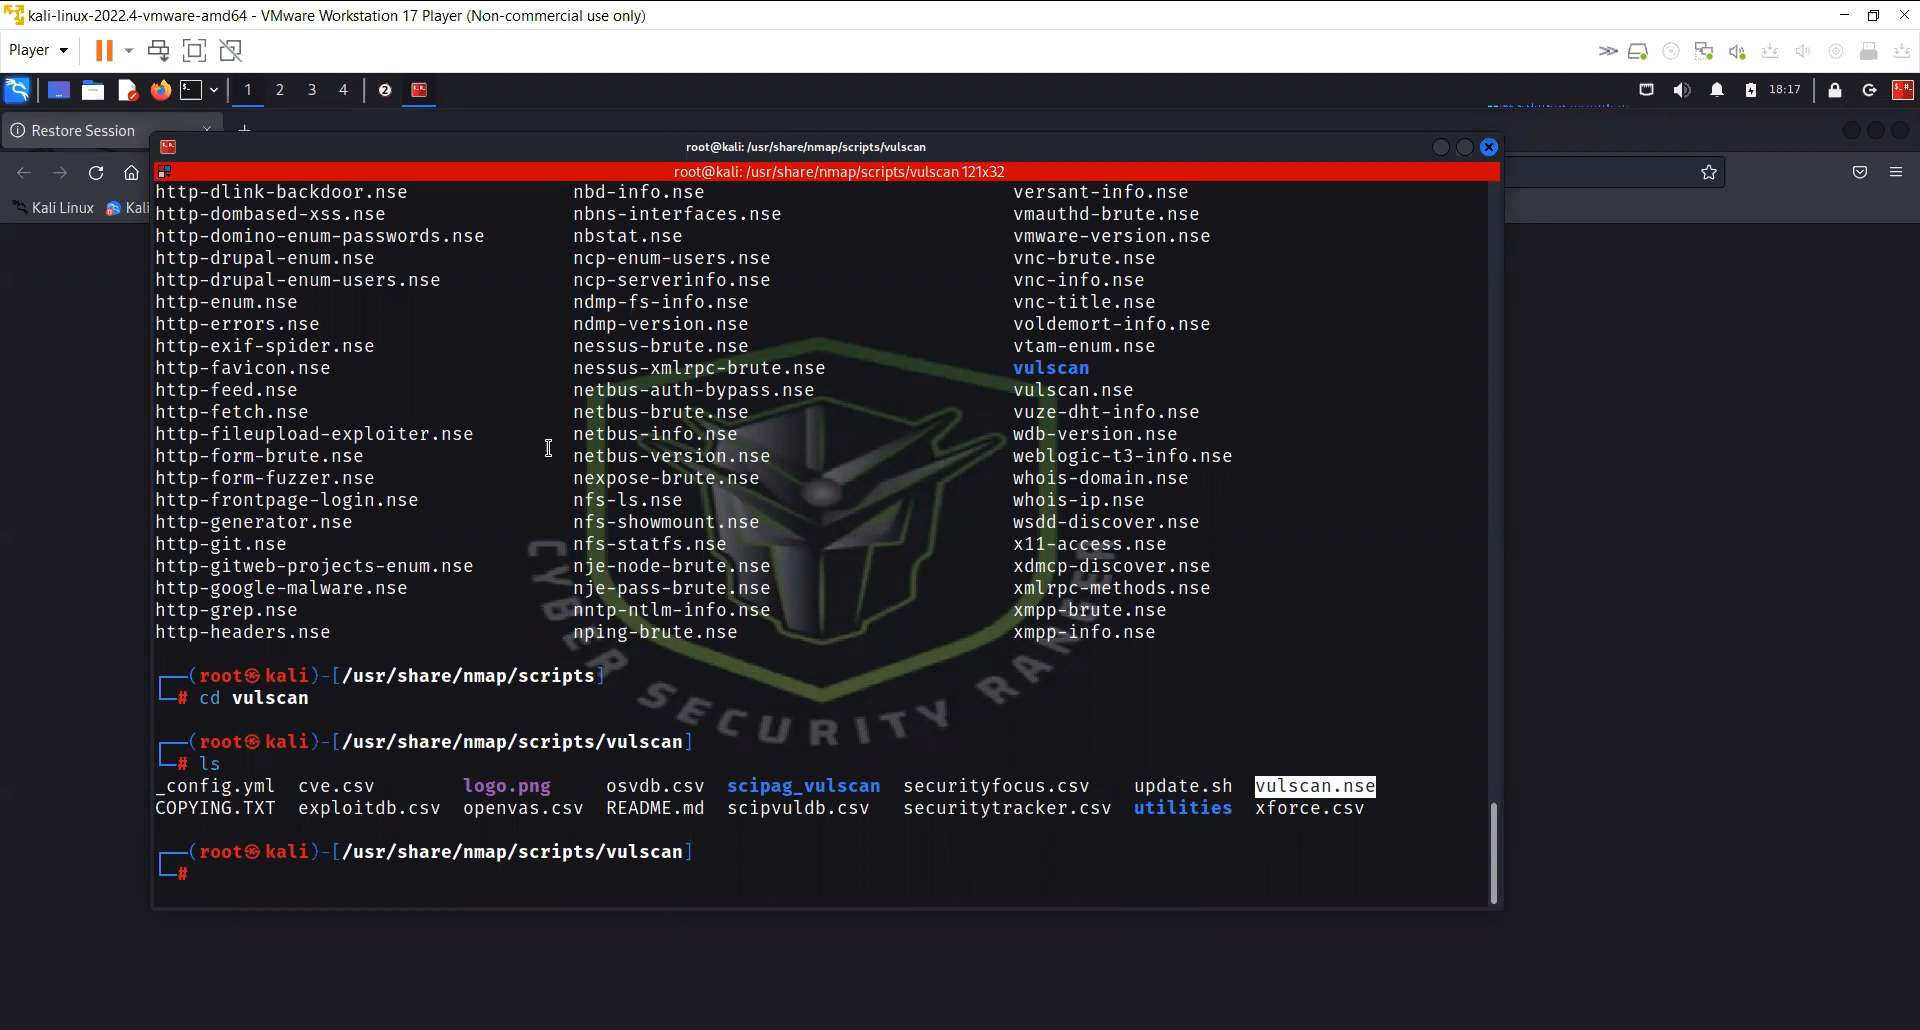 kali-linux-2022.4-vmware-amd64 - VMware Workstation 17 Player (Non-commercial use only)
Player
1 2 3 4 2 18:17
Restore Session
root@kali: /usr/share/nmap/scripts/vulscan
Kali Linux Kali
root@kali: /usr/share/nmap/scripts/vulscan 121x32
http-dlink-backdoor.nse nbd-info.nse versant-info.nse
http-dombased-xss.nse nbns-interfaces.nse vmauthd-brute.nse
http-domino-enum-passwords.nse nbstat.nse vmware-version.nse
http-drupal-enum.nse ncp-enum-users.nse vnc-brute.nse
http-drupal-enum-users.nse ncp-serverinfo.nse vnc-info.nse
http-enum.nse ndmp-fs-info.nse vnc-title.nse
http-errors.nse ndmp-version.nse voldemort-info.nse
http-exif-spider.nse nessus-brute.nse vtam-enum.nse
http-favicon.nse nessus-xmlrpc-brute.nse vulscan
http-feed.nse netbus-auth-bypass.nse vulscan.nse
http-fetch.nse netbus-brute.nse vuze-dht-info.nse
http-fileupload-exploiter.nse netbus-info.nse wdb-version.nse
http-form-brute.nse netbus-version.nse weblogic-t3-info.nse
http-form-fuzzer.nse nexpose-brute.nse whois-domain.nse
http-frontpage-login.nse nfs-ls.nse whois-ip.nse
http-generator.nse nfs-showmount.nse wsdd-discover.nse
http-git.nse nfs-statfs.nse x11-access.nse
http-gitweb-projects-enum.nse nje-node-brute.nse xdmcp-discover.nse
http-google-malware.nse nje-pass-brute.nse xmlrpc-methods.nse
http-grep.nse nntp-ntlm-info.nse xmpp-brute.nse
http-headers.nse nping-brute.nse xmpp-info.nse
CYBER SECURITY RANGER
┌──(root㉿kali)-[/usr/share/nmap/scripts]
└─# cd vulscan
┌──(root㉿kali)-[/usr/share/nmap/scripts/vulscan]
└─# ls
_config.yml cve.csv logo.png osvdb.csv scipag_vulscan securityfocus.csv update.sh vulscan.nse
COPYING.TXT exploitdb.csv openvas.csv README.md scipvuldb.csv securitytracker.csv utilities xforce.csv
┌──(root㉿kali)-[/usr/share/nmap/scripts/vulscan]
└─#